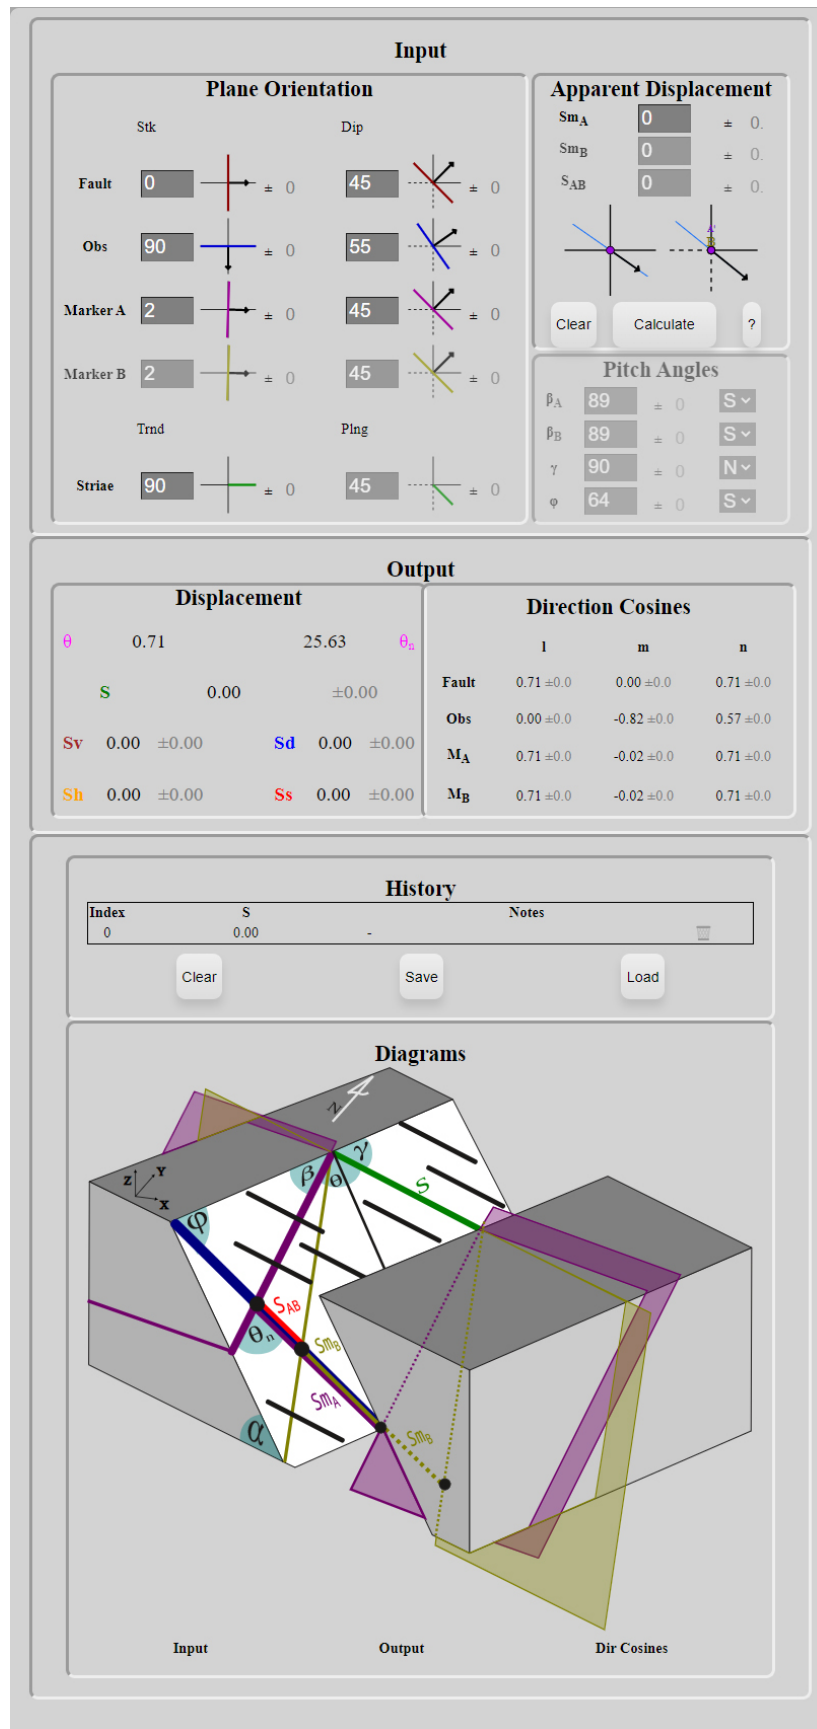 Input
Plane Orientation
Stk Dip
Fault 0 ± 0 45 ± 0
Obs 90 ± 0 55 ± 0
Marker A 2 ± 0 45 ± 0
Marker B 2 ± 0 45 ± 0
Trnd Plng
Striae 90 ± 0 45 ± 0
Apparent Displacement
SmA 0 ± 0.
SmB 0 ± 0.
SAB 0 ± 0.
A'
B
Clear Calculate ?
Pitch Angles
βA 89 ± 0 S
βB 89 ± 0 S
γ 90 ± 0 N
φ 64 ± 0 S
Output
Displacement
θ 0.71 25.63 θn
S 0.00 ±0.00
Sv 0.00 ±0.00 Sd 0.00 ±0.00
Sh 0.00 ±0.00 Ss 0.00 ±0.00
Direction Cosines
l m n
Fault 0.71 ±0.0 0.00 ±0.0 0.71 ±0.0
Obs 0.00 ±0.0 -0.82 ±0.0 0.57 ±0.0
MA 0.71 ±0.0 -0.02 ±0.0 0.71 ±0.0
MB 0.71 ±0.0 -0.02 ±0.0 0.71 ±0.0
History
Index S Notes
0 0.00 -
Clear Save Load
Diagrams
N
Z Y
X
φ β θ γ S
SAB
θn SmB
SmA
α SmB
Input Output Dir Cosines